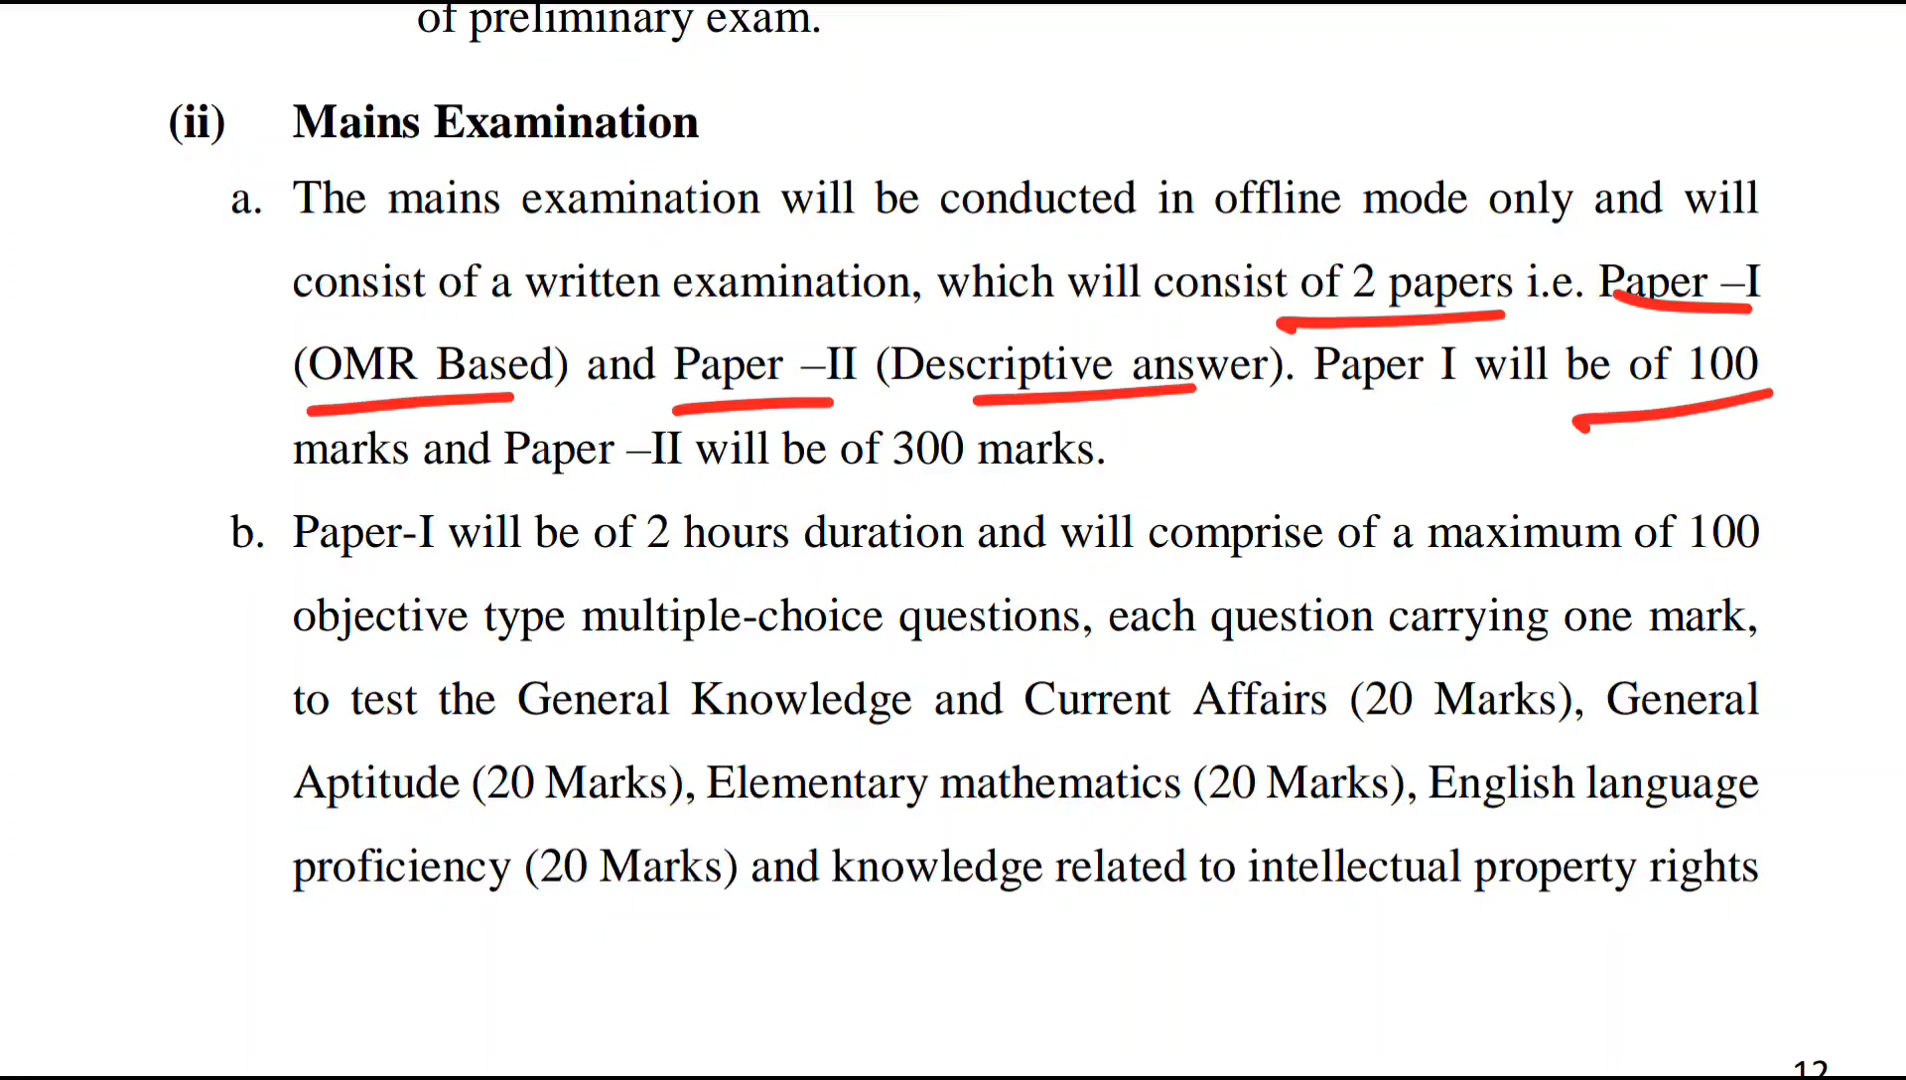 of preliminary exam.
(ii) Mains Examination
a. The mains examination will be conducted in offline mode only and will
consist of a written examination, which will consist of 2 papers i.e. Paper –I
(OMR Based) and Paper –II (Descriptive answer). Paper I will be of 100
marks and Paper –II will be of 300 marks.
b. Paper-I will be of 2 hours duration and will comprise of a maximum of 100
objective type multiple-choice questions, each question carrying one mark,
to test the General Knowledge and Current Affairs (20 Marks), General
Aptitude (20 Marks), Elementary mathematics (20 Marks), English language
proficiency (20 Marks) and knowledge related to intellectual property rights
12